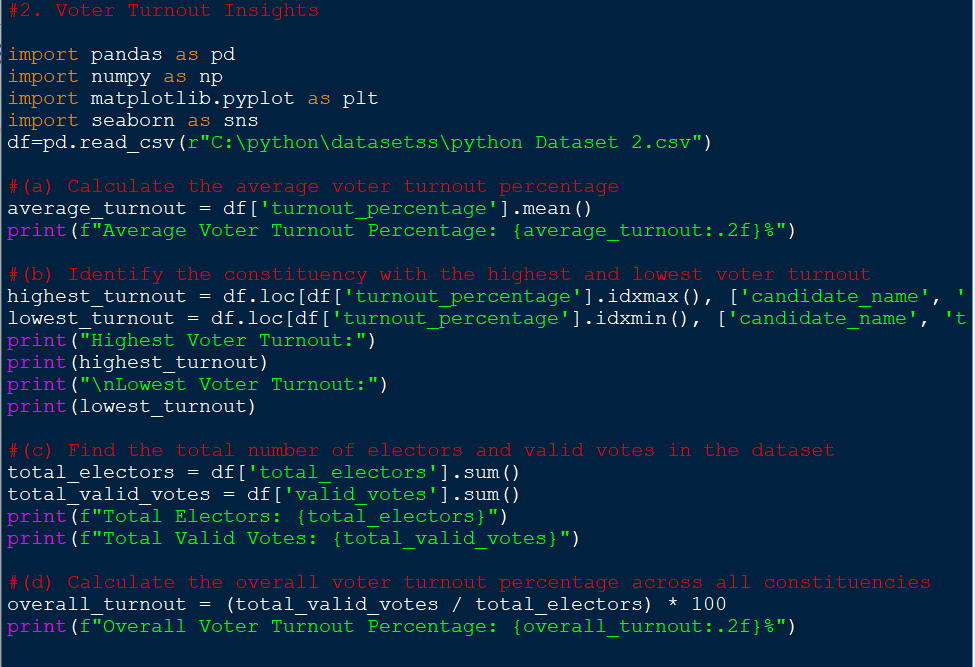 #2. Voter Turnout Insights
import pandas as pd
import numpy as np
import matplotlib.pyplot as plt
import seaborn as sns
df=pd.read_csv(r"C:\python\datasetss\python Dataset 2.csv")
#(a) Calculate the average voter turnout percentage
average_turnout = df['turnout_percentage'].mean()
print(f"Average Voter Turnout Percentage: {average_turnout:.2f}%")
#(b) Identify the constituency with the highest and lowest voter turnout
highest_turnout = df.loc[df['turnout_percentage'].idxmax(), ['candidate_name', '
lowest_turnout = df.loc[df['turnout_percentage'].idxmin(), ['candidate_name', 't
print("Highest Voter Turnout:")
print(highest_turnout)
print("\nLowest Voter Turnout:")
print(lowest_turnout)
#(c) Find the total number of electors and valid votes in the dataset
total_electors = df['total_electors'].sum()
total_valid_votes = df['valid_votes'].sum()
print(f"Total Electors: {total_electors}")
print(f"Total Valid Votes: {total_valid_votes}")
#(d) Calculate the overall voter turnout percentage across all constituencies
overall_turnout = (total_valid_votes / total_electors) * 100
print(f"Overall Voter Turnout Percentage: {overall_turnout:.2f}%")